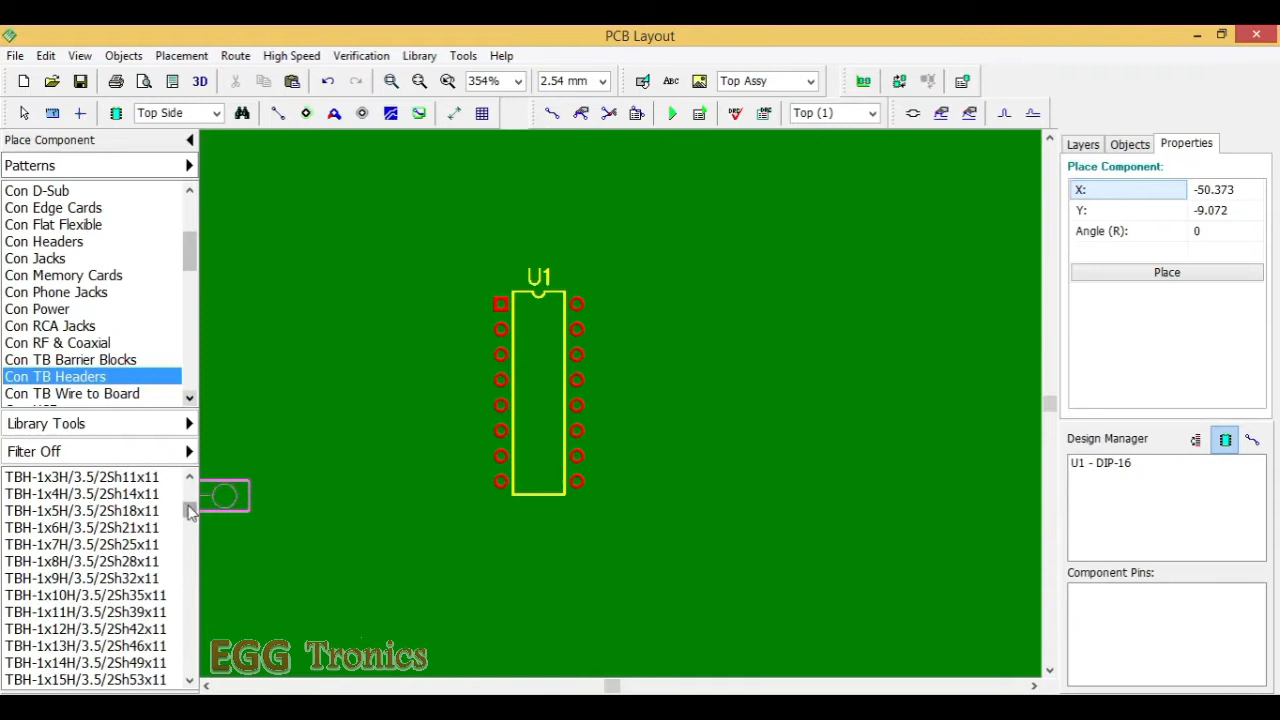 PCB Layout
File Edit View Objects Placement Route High Speed Verification Library Tools Help
3D 354% 2.54 mm ABC Top Assy
Top Side Top (1)
Place Component
Patterns
Con D-Sub
Con Edge Cards
Con Flat Flexible
Con Headers
Con Jacks
Con Memory Cards
Con Phone Jacks
Con Power
Con RCA Jacks
Con RF & Coaxial
Con TB Barrier Blocks
Con TB Headers
Con TB Wire to Board
Library Tools
Filter Off
TBH-1x3H/3.5/2Sh11x11
TBH-1x4H/3.5/2Sh14x11
TBH-1x5H/3.5/2Sh18x11
TBH-1x6H/3.5/2Sh21x11
TBH-1x7H/3.5/2Sh25x11
TBH-1x8H/3.5/2Sh28x11
TBH-1x9H/3.5/2Sh32x11
TBH-1x10H/3.5/2Sh35x11
TBH-1x11H/3.5/2Sh39x11
TBH-1x12H/3.5/2Sh42x11
TBH-1x13H/3.5/2Sh46x11
TBH-1x14H/3.5/2Sh49x11
TBH-1x15H/3.5/2Sh53x11
U1
EGG Tronics
Layers Objects Properties
Place Component:
X: -50.373
Y: -9.072
Angle (R): 0
Place
Design Manager
U1 - DIP-16
Component Pins: